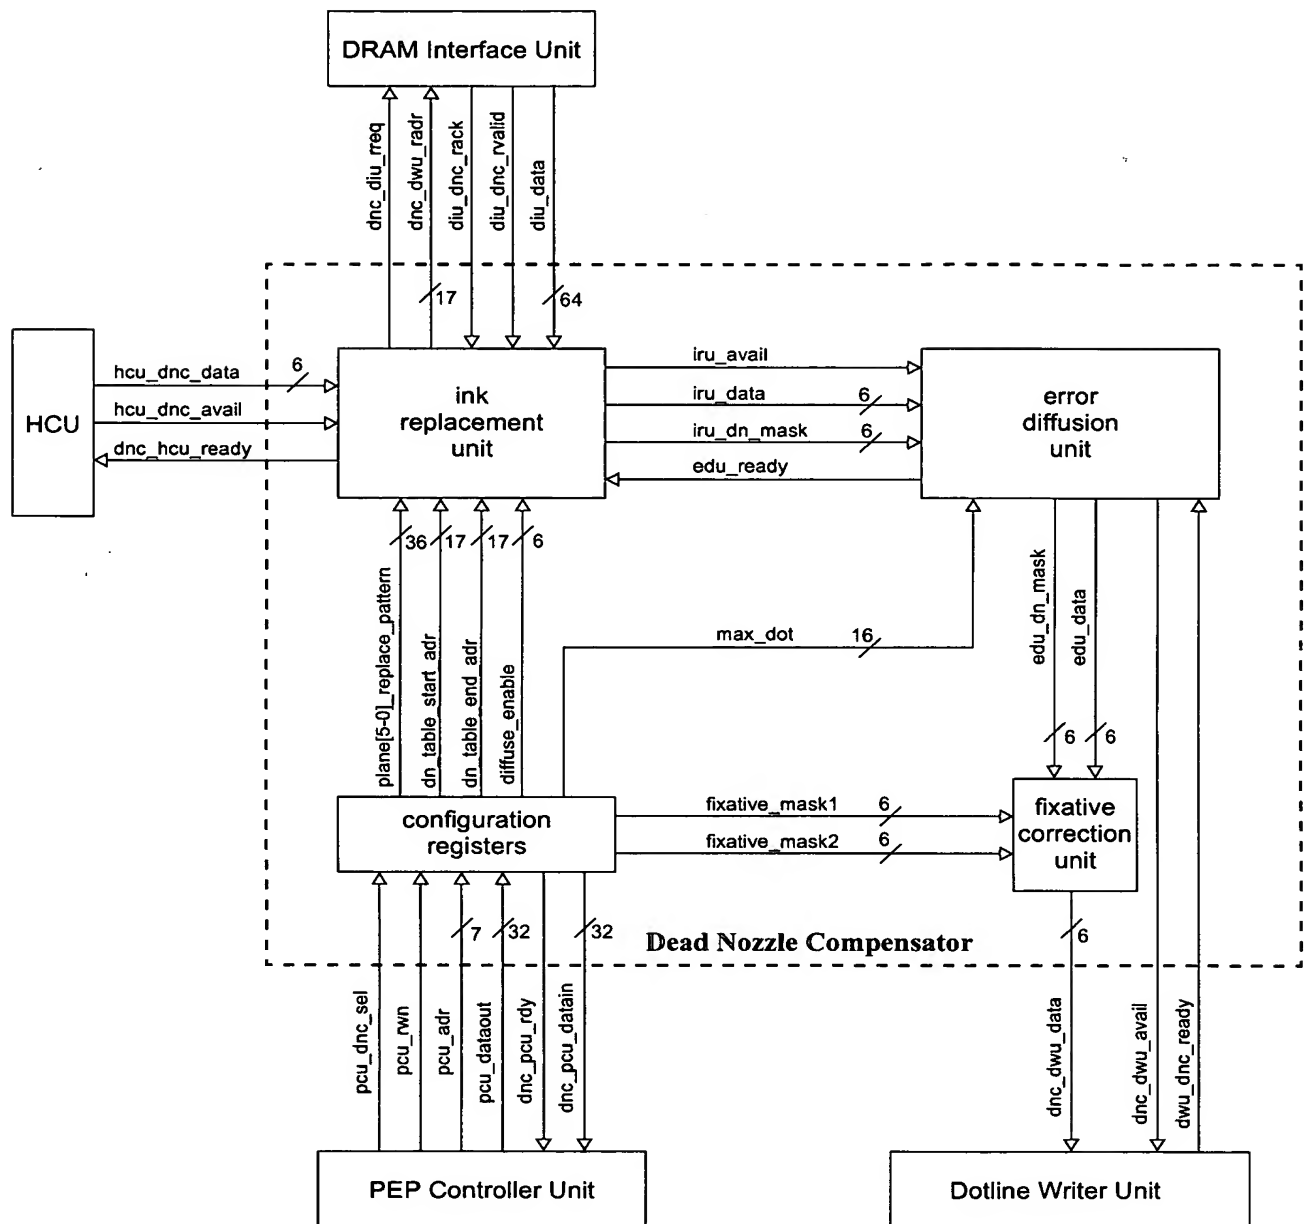 DRAM Interface Unit
dnc_diu_rreq
dnc_dwu_radr
diu_dnc_rack
diu_dnc_rvalid
diu_data
17
64
HCU
hcu_dnc_data
6
hcu_dnc_avail
dnc_hcu_ready
ink
replacement
unit
iru_avail
iru_data
6
iru_dn_mask
6
edu_ready
error
diffusion
unit
36
17
17
6
plane[5-0]_replace_pattern
dn_table_start_adr
dn_table_end_adr
diffuse_enable
max_dot
16
edu_dn_mask
edu_data
6
6
configuration
registers
fixative_mask1
6
fixative_mask2
6
fixative
correction
unit
7
32
32
6
Dead Nozzle Compensator
pcu_dnc_sel
pcu_rwn
pcu_adr
pcu_dataout
dnc_pcu_rdy
dnc_pcu_datain
dnc_dwu_data
dnc_dwu_avail
dwu_dnc_ready
PEP Controller Unit
Dotline Writer Unit